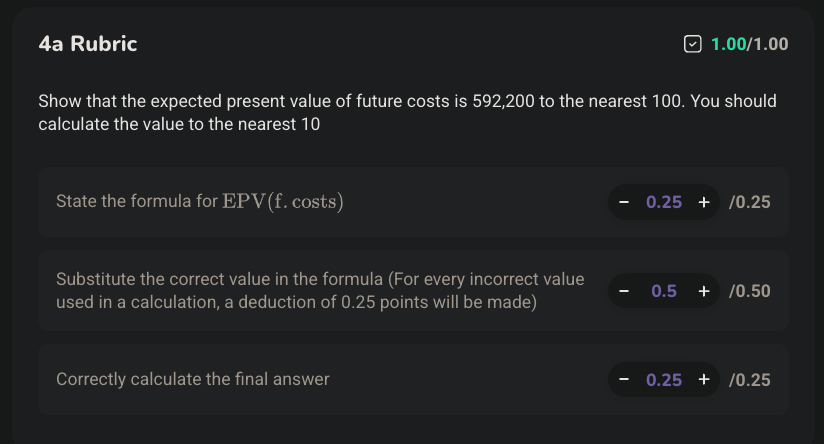 4a Rubric 1.00/1.00
Show that the expected present value of future costs is 592,200 to the nearest 100. You should
calculate the value to the nearest 10
State the formula for EPV(f. costs) − 0.25 + /0.25
Substitute the correct value in the formula (For every incorrect value
used in a calculation, a deduction of 0.25 points will be made) − 0.5 + /0.50
Correctly calculate the final answer − 0.25 + /0.25